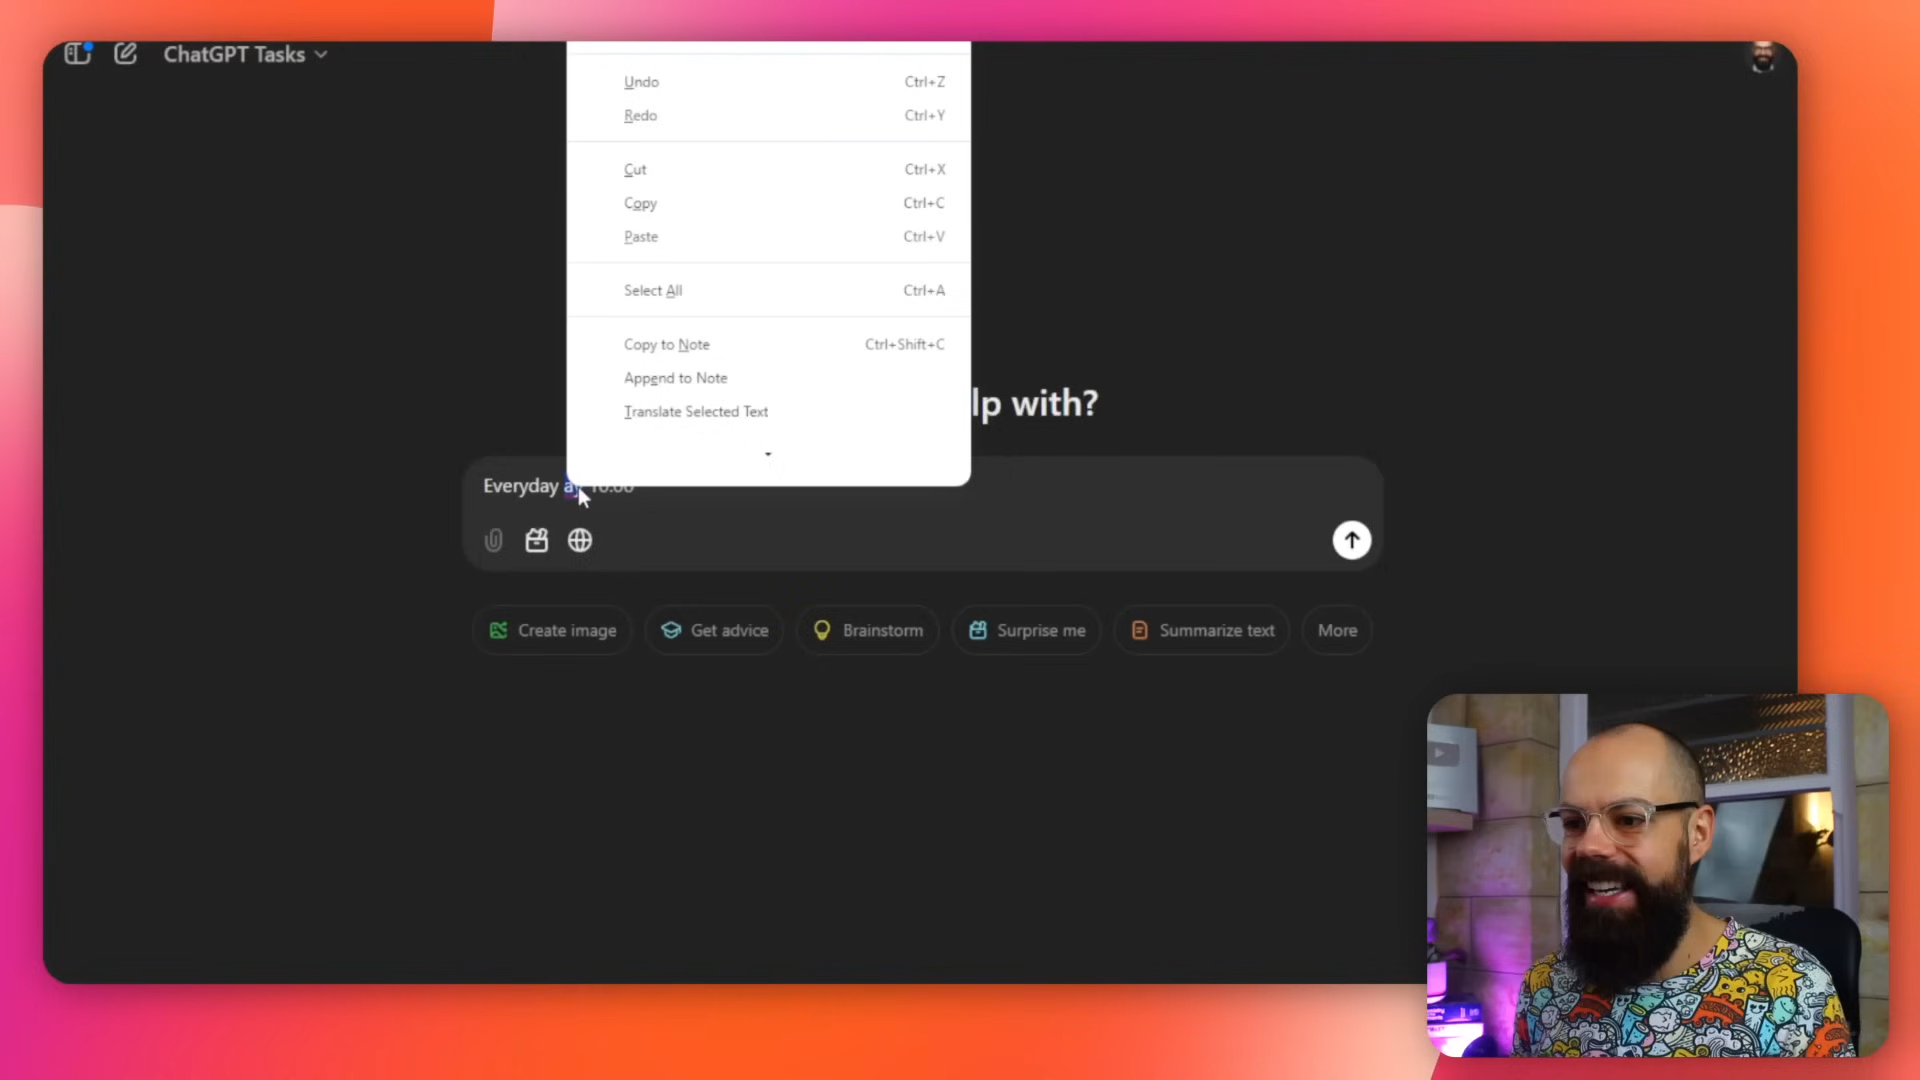 ChatGPT Tasks
Undo Ctrl+Z
Redo Ctrl+Y
Cut Ctrl+X
Copy Ctrl+C
Paste Ctrl+V
Select All Ctrl+A
Copy to Note Ctrl+Shift+C
Append to Note
Translate Selected Text
lp with?
Everyday
Create image
Get advice
Brainstorm
Surprise me
Summarize text
More